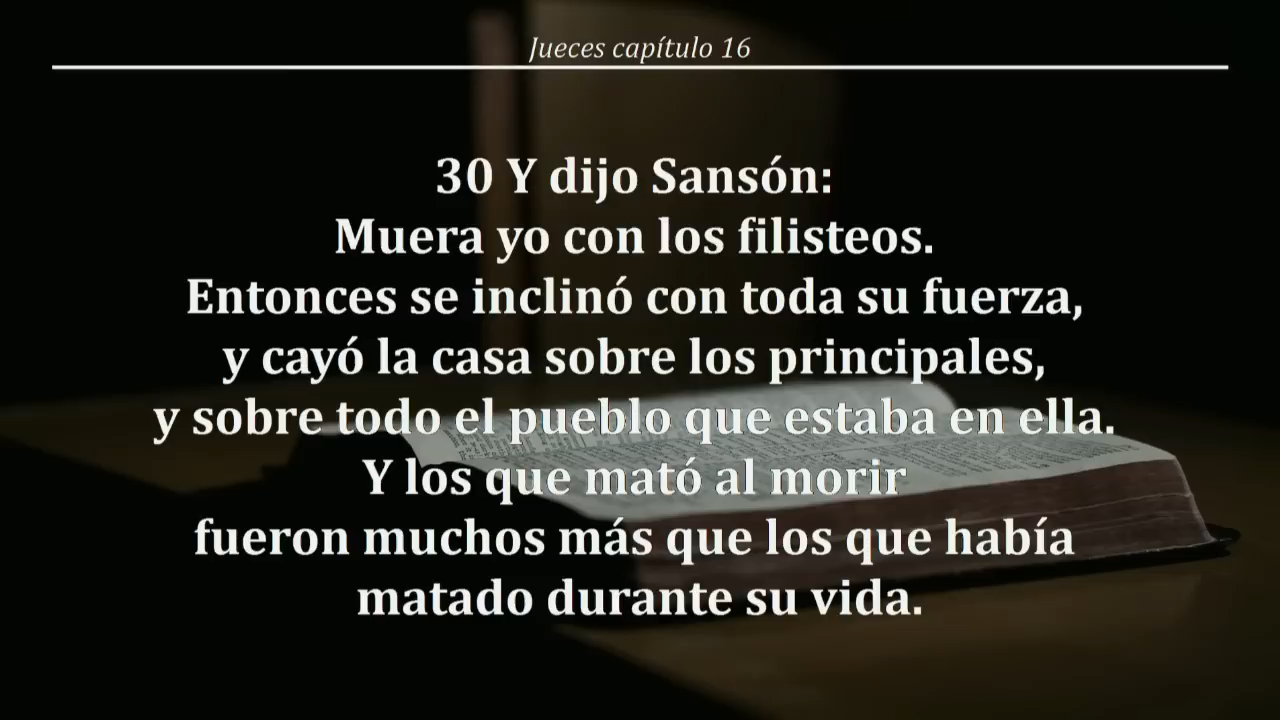 Jueces capítulo 16
30 Y dijo Sansón:
Muera yo con los filisteos.
Entonces se inclinó con toda su fuerza,
y cayó la casa sobre los principales,
y sobre todo el pueblo que estaba en ella.
Y los que mató al morir
fueron muchos más que los que había
matado durante su vida.